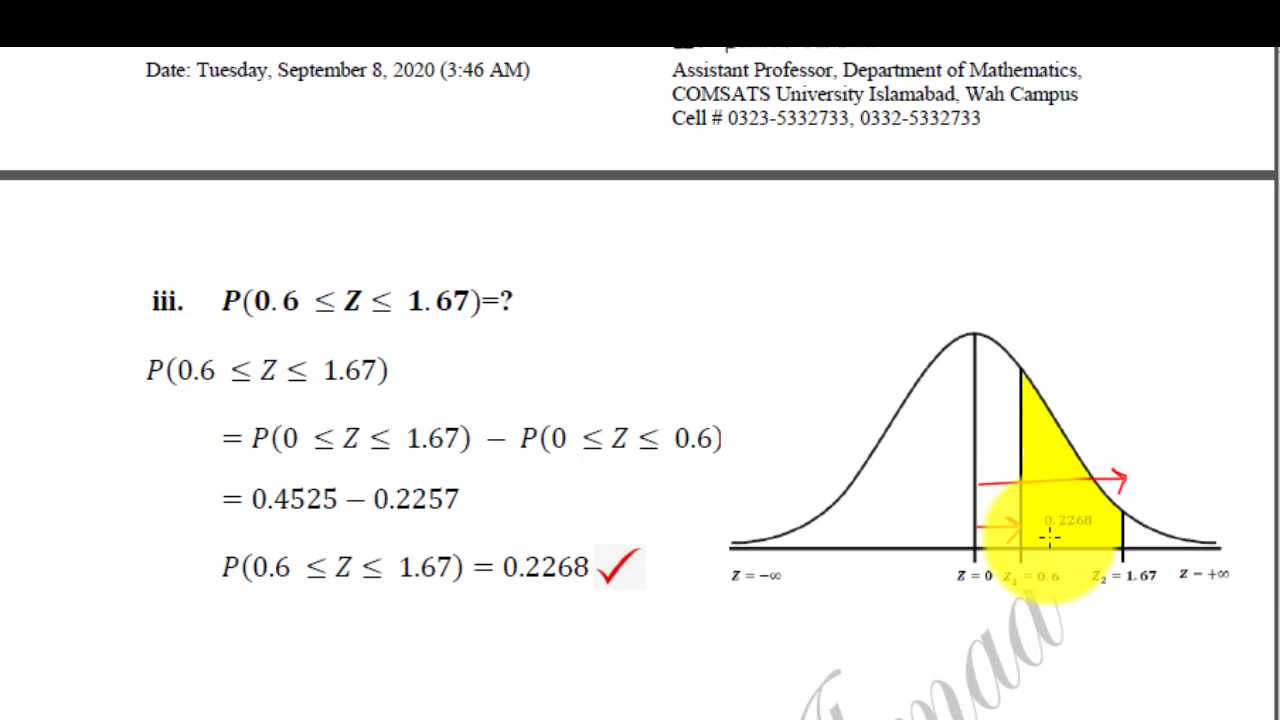 Date: Tuesday, September 8, 2020 (3:46 AM)
Assistant Professor, Department of Mathematics,
COMSATS University Islamabad, Wah Campus
Cell # 0323-5332733, 0332-5332733
iii. P(0.6 ≤ Z ≤ 1.67)=?
P(0.6 ≤ Z ≤ 1.67)
= P(0 ≤ Z ≤ 1.67) − P(0 ≤ Z ≤ 0.6)
= 0.4525 − 0.2257
P(0.6 ≤ Z ≤ 1.67) = 0.2268
0.2268
Z = −∞ Z = 0 Z₁ = 0.6 Z₂ = 1.67 Z − +∞